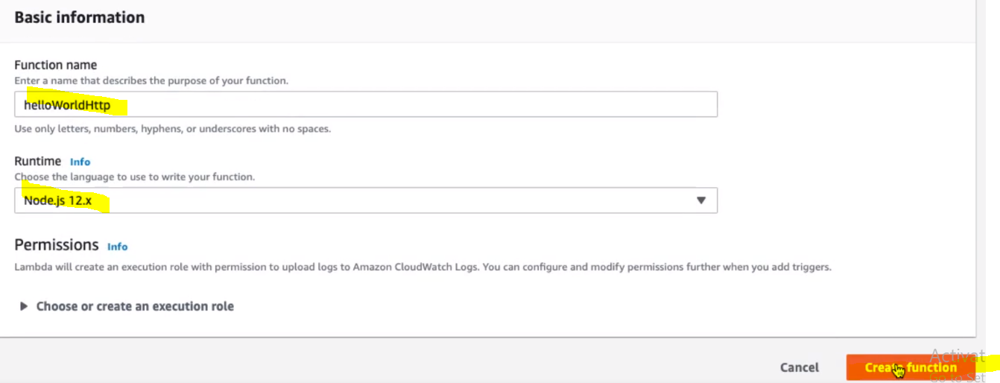 Basic information
Function name
Enter a name that describes the purpose of your function.
helloWorldHttp
Use only letters, numbers, hyphens, or underscores with no spaces.
Runtime Info
Choose the language to use to write your function.
Node.js 12.x
Permissions Info
Lambda will create an execution role with permission to upload logs to Amazon CloudWatch Logs. You can configure and modify permissions further when you add triggers.
Choose or create an execution role
Activat
Cancel Create function
Go to Set